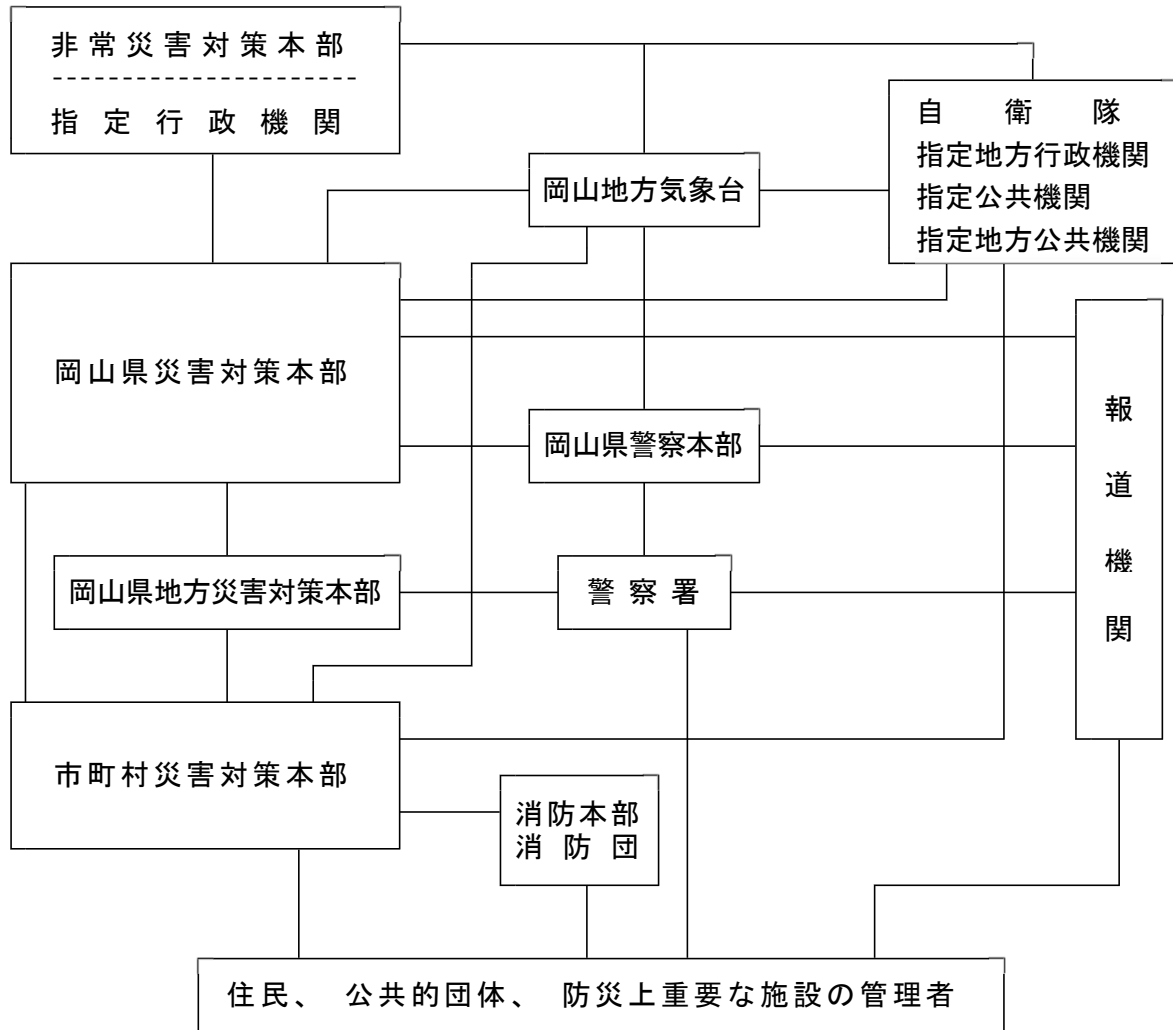 非常災害対策本部
指定行政機関
自衛隊
指定地方行政機関
指定公共機関
指定地方公共機関
岡山地方気象台
岡山県災害対策本部
岡山県警察本部
報道機関
岡山県地方災害対策本部
警察署
市町村災害対策本部
消防本部
消防団
住民、公共的団体、防災上重要な施設の管理者